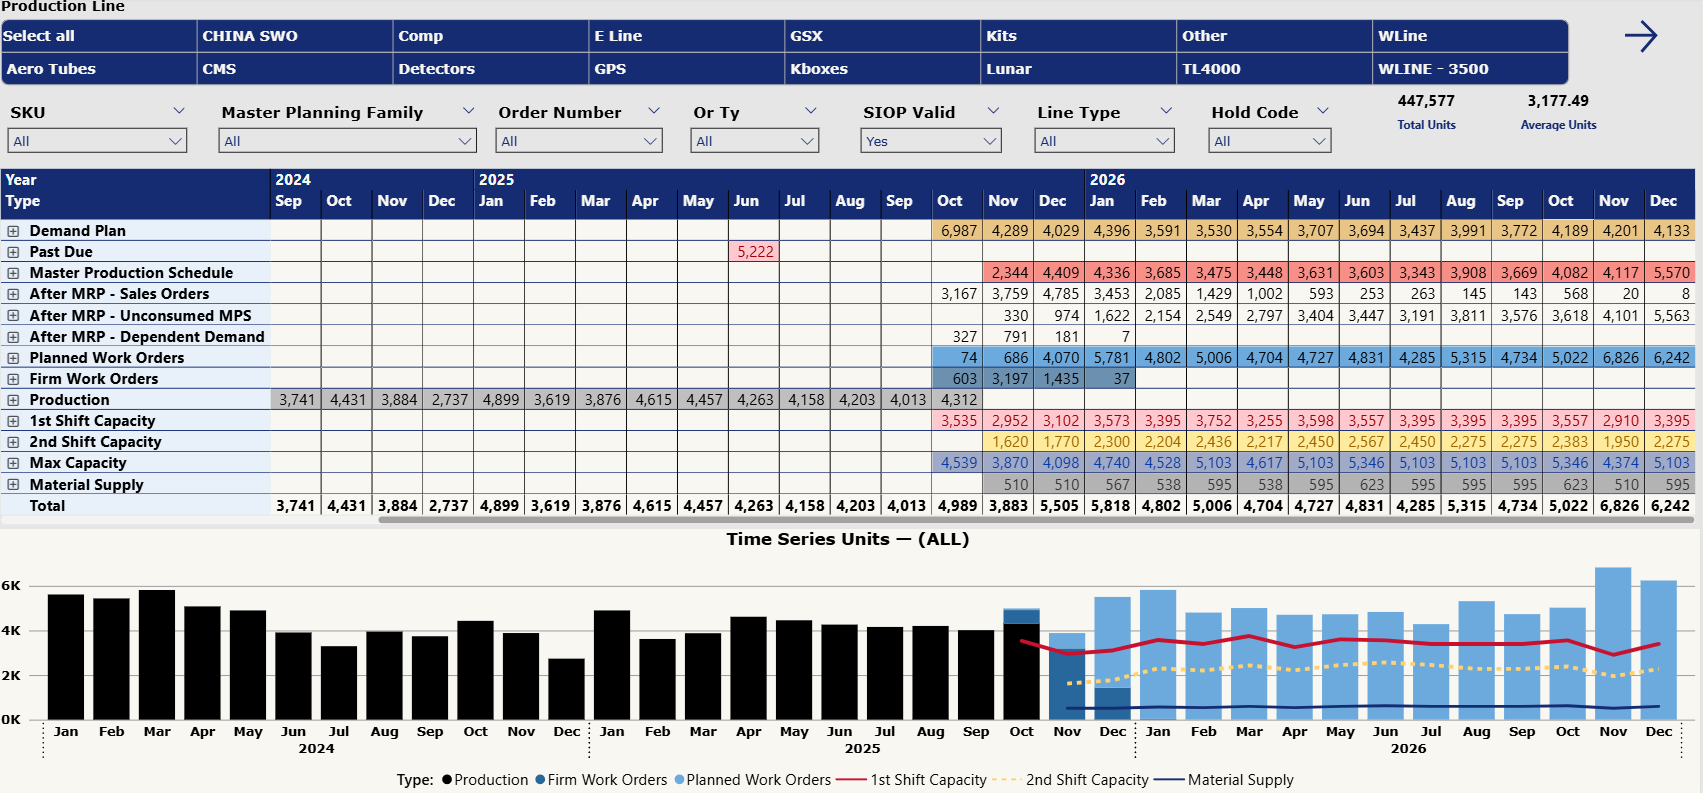 Production Line
Select all CHINA SWO Comp E Line GSX Kits Other WLine
Aero Tubes CMS Detectors GPS Kboxes Lunar TL4000 WLINE - 3500
SKU Master Planning Family Order Number Or Ty SIOP Valid Line Type Hold Code
All All All All Yes All All
447,577 3,177.49
Total Units Average Units
Year 2024 2025 2026
Type Sep Oct Nov Dec Jan Feb Mar Apr May Jun Jul Aug Sep Oct Nov Dec Jan Feb Mar Apr May Jun Jul Aug Sep Oct Nov Dec
Demand Plan 6,987 4,289 4,029 4,396 3,591 3,530 3,554 3,707 3,694 3,437 3,991 3,772 4,189 4,201 4,133
Past Due 5,222
Master Production Schedule 2,344 4,409 4,336 3,685 3,475 3,448 3,631 3,603 3,343 3,908 3,669 4,082 4,117 5,570
After MRP - Sales Orders 3,167 3,759 4,785 3,453 2,085 1,429 1,002 593 253 263 145 143 568 20 8
After MRP - Unconsumed MPS 330 974 1,622 2,154 2,549 2,797 3,404 3,447 3,191 3,811 3,576 3,618 4,101 5,563
After MRP - Dependent Demand 327 791 181 7
Planned Work Orders 74 686 4,070 5,781 4,802 5,006 4,704 4,727 4,831 4,285 5,315 4,734 5,022 6,826 6,242
Firm Work Orders 603 3,197 1,435 37
Production 3,741 4,431 3,884 2,737 4,899 3,619 3,876 4,615 4,457 4,263 4,158 4,203 4,013 4,312
1st Shift Capacity 3,535 2,952 3,102 3,573 3,395 3,752 3,255 3,598 3,557 3,395 3,395 3,395 3,557 2,910 3,395
2nd Shift Capacity 1,620 1,770 2,300 2,204 2,436 2,217 2,450 2,567 2,450 2,275 2,275 2,383 1,950 2,275
Max Capacity 4,539 3,870 4,098 4,740 4,528 5,103 4,617 5,103 5,346 5,103 5,103 5,103 5,346 4,374 5,103
Material Supply 510 510 567 538 595 538 595 623 595 595 595 623 510 595
Total 3,741 4,431 3,884 2,737 4,899 3,619 3,876 4,615 4,457 4,263 4,158 4,203 4,013 4,989 3,883 5,505 5,818 4,802 5,006 4,704 4,727 4,831 4,285 5,315 4,734 5,022 6,826 6,242
Time Series Units — (ALL)
6K
4K
2K
0K
Jan Feb Mar Apr May Jun Jul Aug Sep Oct Nov Dec Jan Feb Mar Apr May Jun Jul Aug Sep Oct Nov Dec Jan Feb Mar Apr May Jun Jul Aug Sep Oct Nov Dec
2024 2025 2026
Type: Production Firm Work Orders Planned Work Orders 1st Shift Capacity 2nd Shift Capacity Material Supply